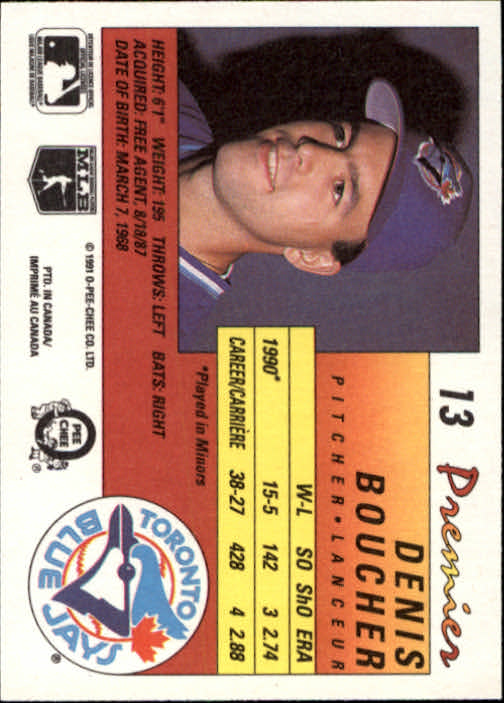 13 Premier
DENIS
BOUCHER
PITCHER • LANCEUR
W-L SO ShO ERA
1990* 15-5 142 3 2.74
CAREER/CARRIÈRE 38-27 428 4 2.88
*Played in Minors
HEIGHT: 6'1" WEIGHT: 195 THROWS: LEFT BATS: RIGHT
ACQUIRED: FREE AGENT, 8/18/87
DATE OF BIRTH: MARCH 7, 1968
TORONTO
BLUE JAYS
®
MLB
© 1991 O-PEE-CHEE CO. LTD.
PTD. IN CANADA/
IMPRIMÉ AU CANADA
O
PEE
CHEE
®